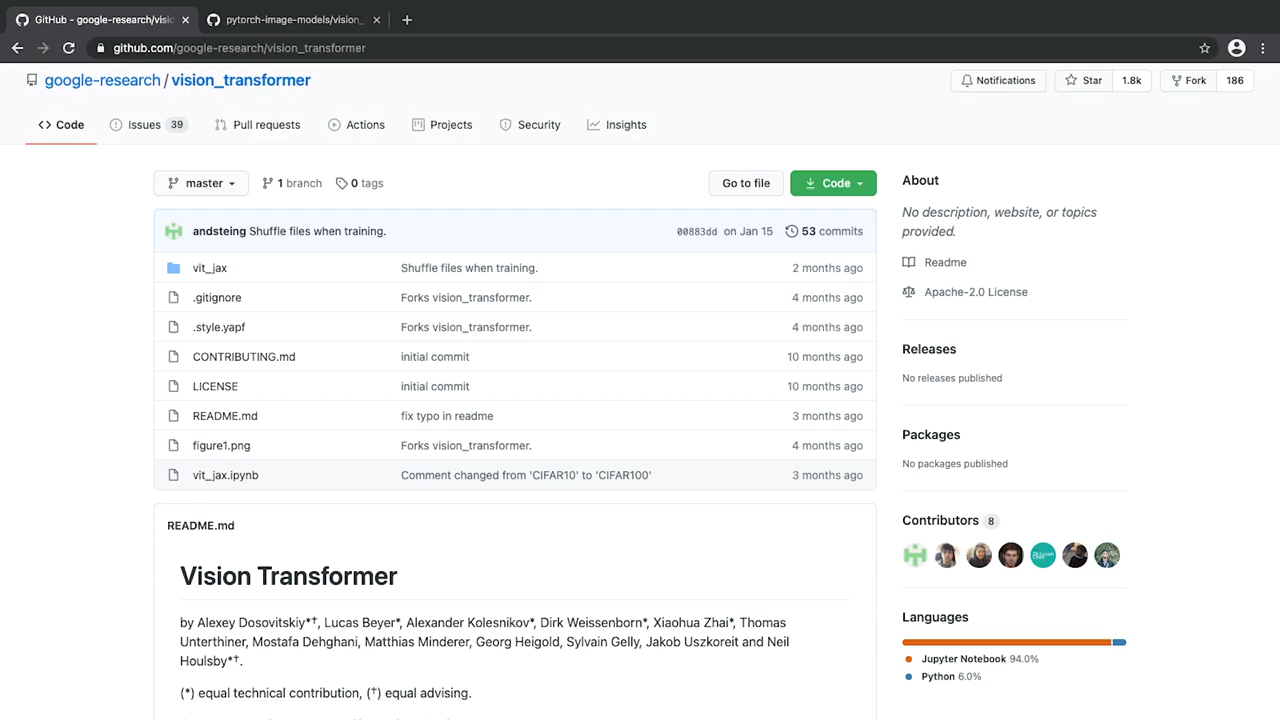 GitHub - google-research/visio
pytorch-image-models/vision_
github.com/google-research/vision_transformer
google-research / vision_transformer
Notifications
Star 1.8k
Fork 186
Code
Issues 39
Pull requests
Actions
Projects
Security
Insights
master
1 branch
0 tags
Go to file
Code
andsteing Shuffle files when training. 00883dd on Jan 15 53 commits
vit_jax Shuffle files when training. 2 months ago
.gitignore Forks vision_transformer. 4 months ago
.style.yapf Forks vision_transformer. 4 months ago
CONTRIBUTING.md initial commit 10 months ago
LICENSE initial commit 10 months ago
README.md fix typo in readme 3 months ago
figure1.png Forks vision_transformer. 4 months ago
vit_jax.ipynb Comment changed from 'CIFAR10' to 'CIFAR100' 3 months ago
README.md
Vision Transformer
by Alexey Dosovitskiy*†, Lucas Beyer*, Alexander Kolesnikov*, Dirk Weissenborn*, Xiaohua Zhai*, Thomas
Unterthiner, Mostafa Dehghani, Matthias Minderer, Georg Heigold, Sylvain Gelly, Jakob Uszkoreit and Neil
Houlsby*†.
(*) equal technical contribution, (†) equal advising.
About
No description, website, or topics
provided.
Readme
Apache-2.0 License
Releases
No releases published
Packages
No packages published
Contributors 8
Languages
Jupyter Notebook 94.0%
Python 6.0%